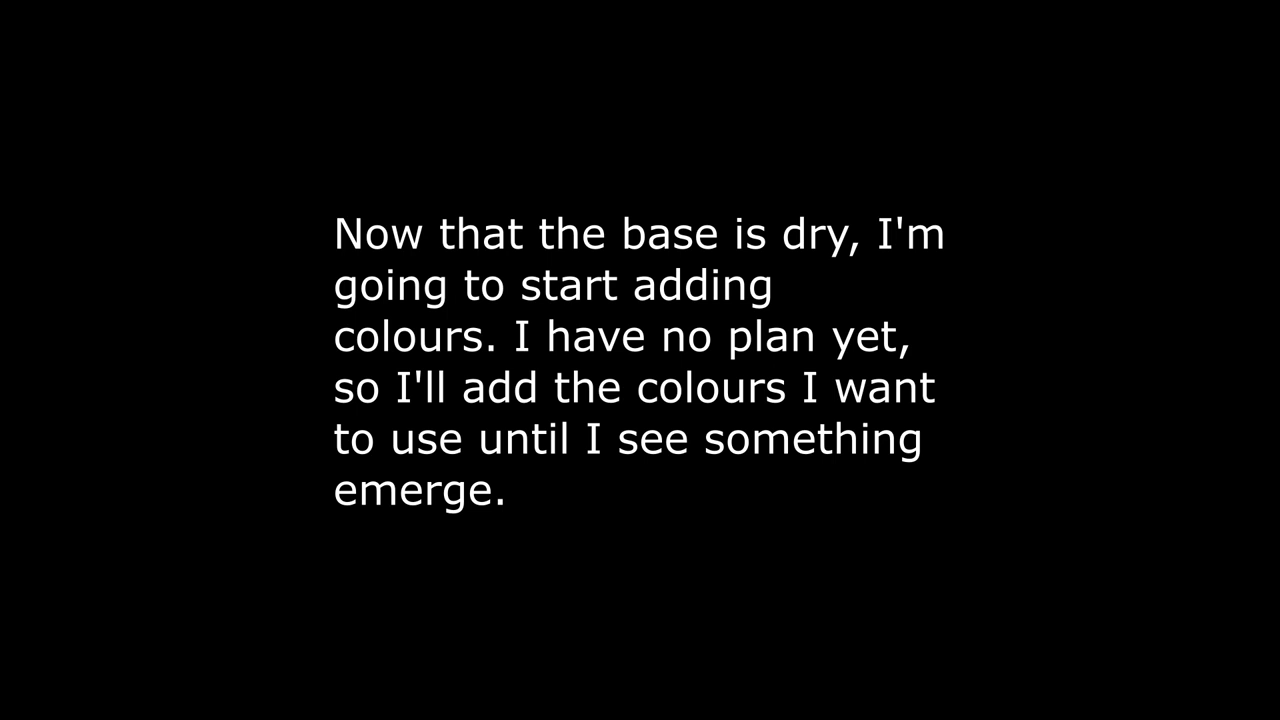 Now that the base is dry, I'm
going to start adding
colours. I have no plan yet,
so I'll add the colours I want
to use until I see something
emerge.